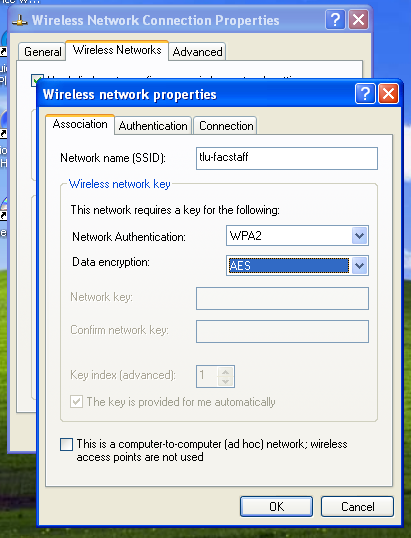 Wireless Network Connection Properties
General
Wireless Networks
Advanced
Wireless network properties
Association
Authentication
Connection
Network name (SSID):
tlu-facstaff
Wireless network key
This network requires a key for the following:
Network Authentication:
WPA2
Data encryption:
AES
Network key:
Confirm network key:
Key index (advanced):
1
The key is provided for me automatically
This is a computer-to-computer (ad hoc) network; wireless
access points are not used
OK
Cancel